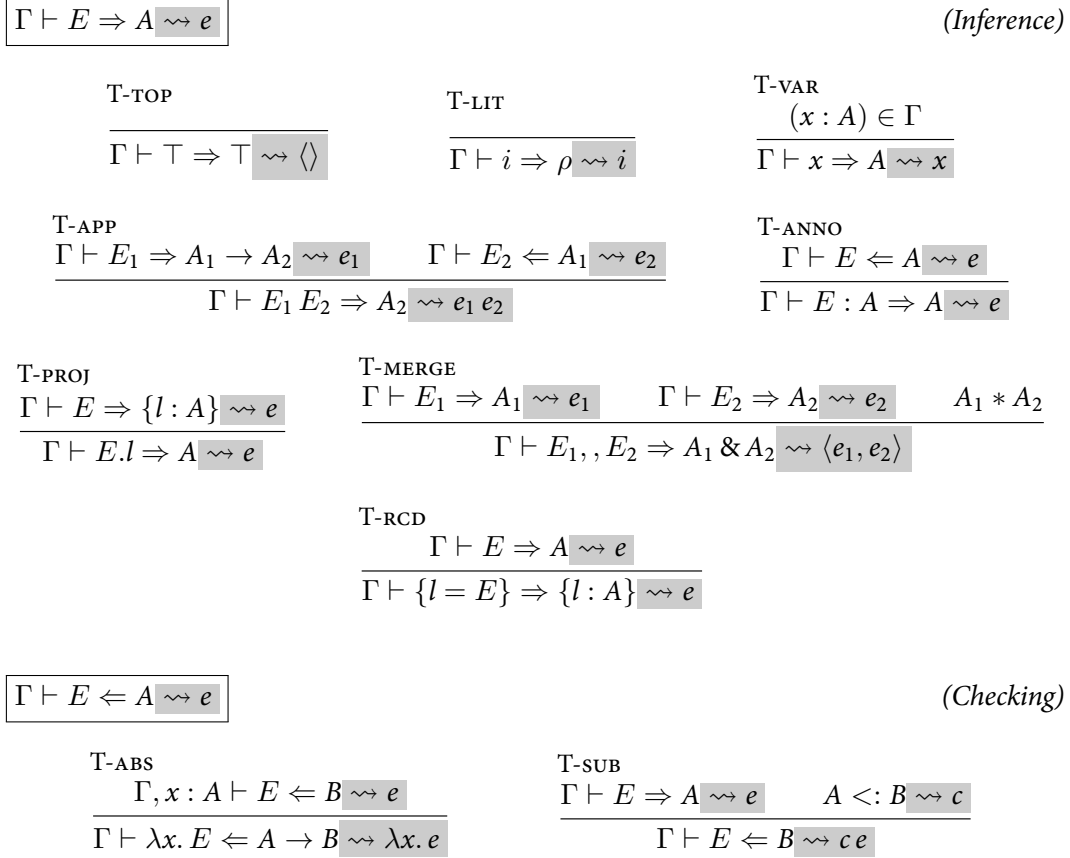 Γ ⊢ E ⇒ A ⇝ e (Inference)
T-TOP
Γ ⊢ ⊤ ⇒ ⊤ ⇝ ⟨⟩
T-LIT
Γ ⊢ i ⇒ ρ ⇝ i
T-VAR
(x : A) ∈ Γ
Γ ⊢ x ⇒ A ⇝ x
T-APP
Γ ⊢ E₁ ⇒ A₁ → A₂ ⇝ e₁ Γ ⊢ E₂ ⇐ A₁ ⇝ e₂
Γ ⊢ E₁ E₂ ⇒ A₂ ⇝ e₁ e₂
T-ANNO
Γ ⊢ E ⇐ A ⇝ e
Γ ⊢ E : A ⇒ A ⇝ e
T-PROJ
Γ ⊢ E ⇒ {l : A} ⇝ e
Γ ⊢ E.l ⇒ A ⇝ e
T-MERGE
Γ ⊢ E₁ ⇒ A₁ ⇝ e₁ Γ ⊢ E₂ ⇒ A₂ ⇝ e₂ A₁ * A₂
Γ ⊢ E₁, , E₂ ⇒ A₁ & A₂ ⇝ ⟨e₁, e₂⟩
T-RCD
Γ ⊢ E ⇒ A ⇝ e
Γ ⊢ {l = E} ⇒ {l : A} ⇝ e
Γ ⊢ E ⇐ A ⇝ e (Checking)
T-ABS
Γ, x : A ⊢ E ⇐ B ⇝ e
Γ ⊢ λx. E ⇐ A → B ⇝ λx. e
T-SUB
Γ ⊢ E ⇒ A ⇝ e A <: B ⇝ c
Γ ⊢ E ⇐ B ⇝ c e